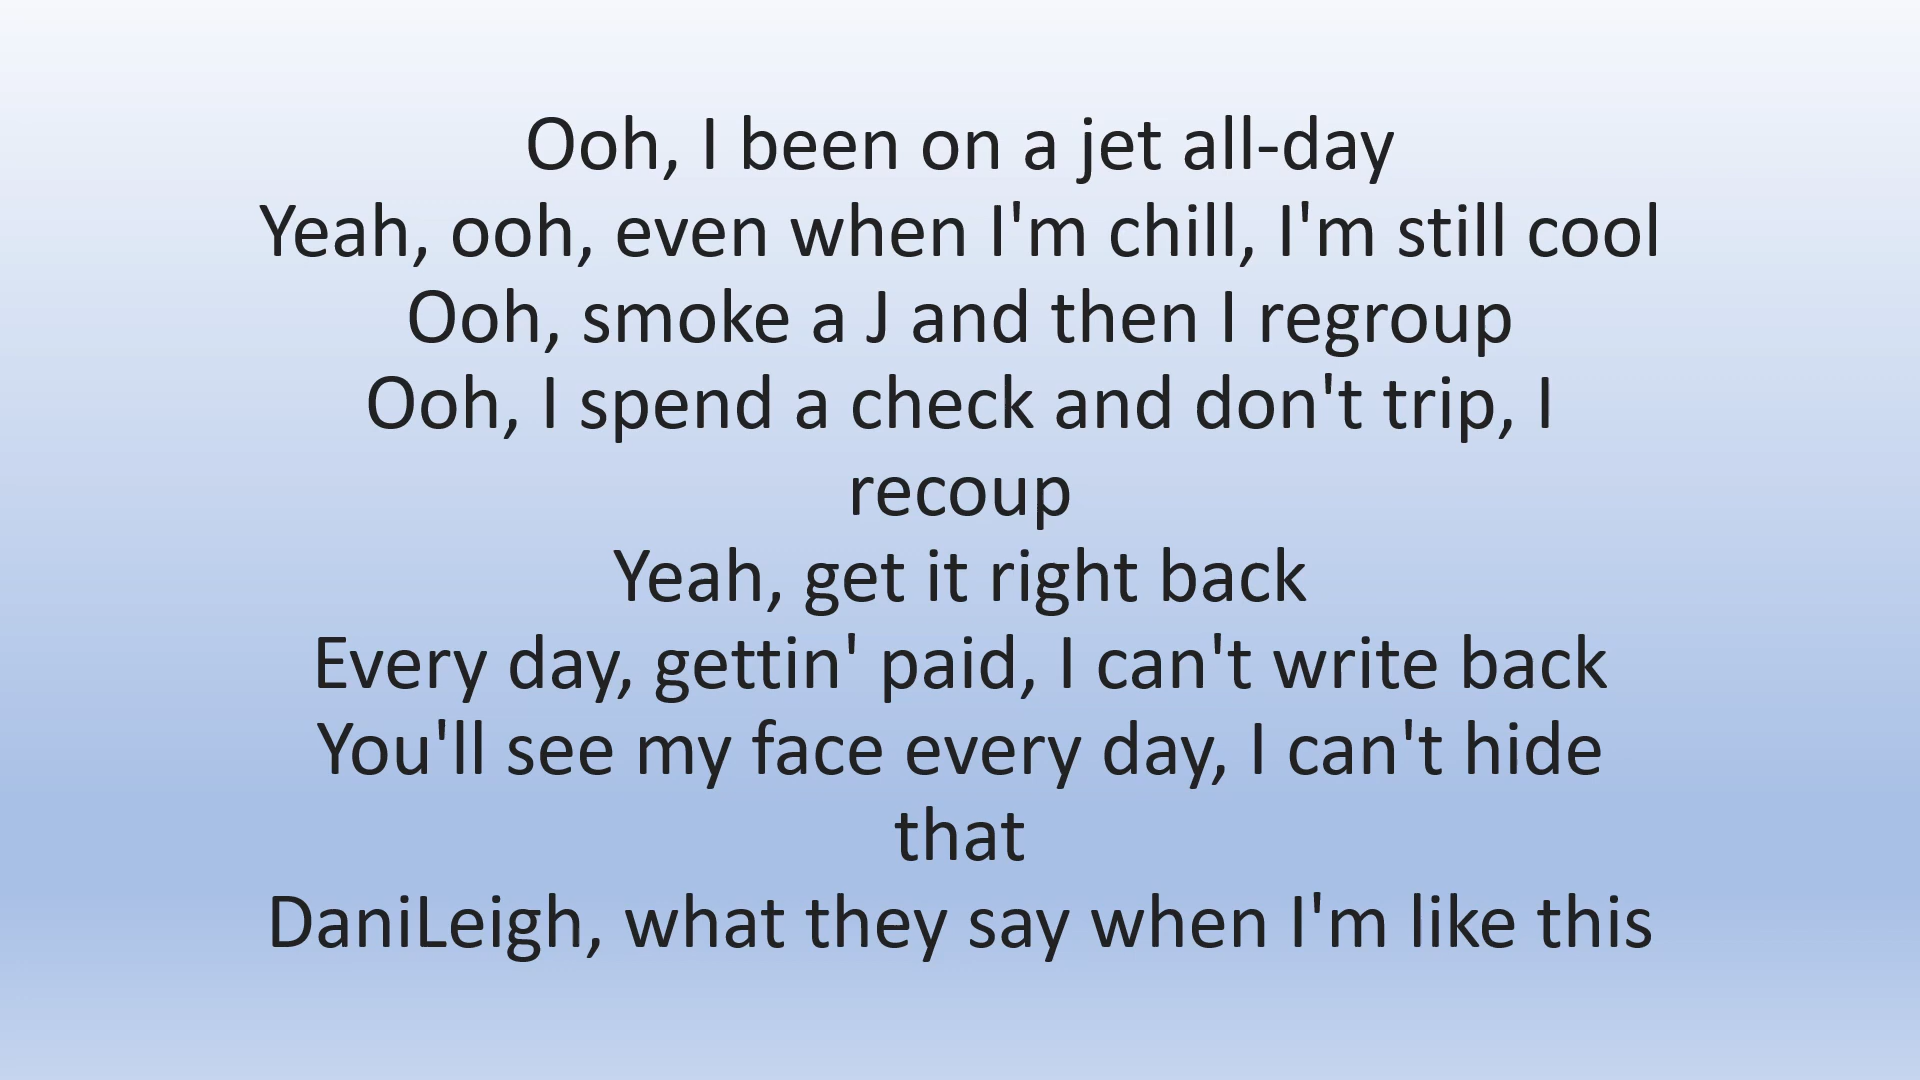 Ooh, I been on a jet all-day
Yeah, ooh, even when I'm chill, I'm still cool
Ooh, smoke a J and then I regroup
Ooh, I spend a check and don't trip, I
recoup
Yeah, get it right back
Every day, gettin' paid, I can't write back
You'll see my face every day, I can't hide
that
DaniLeigh, what they say when I'm like this